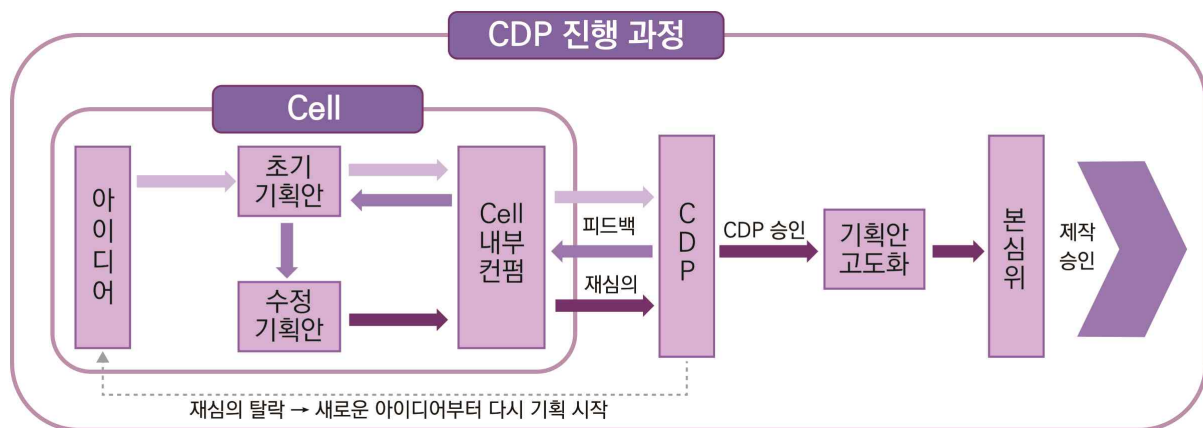 CDP 진행 과정
Cell
아이디어
초기
기획안
수정
기획안
Cell
내부
컨펌
피드백
재심의
CDP
CDP 승인
기획안
고도화
본심위
제작
승인
재심의 탈락 → 새로운 아이디어부터 다시 기획 시작